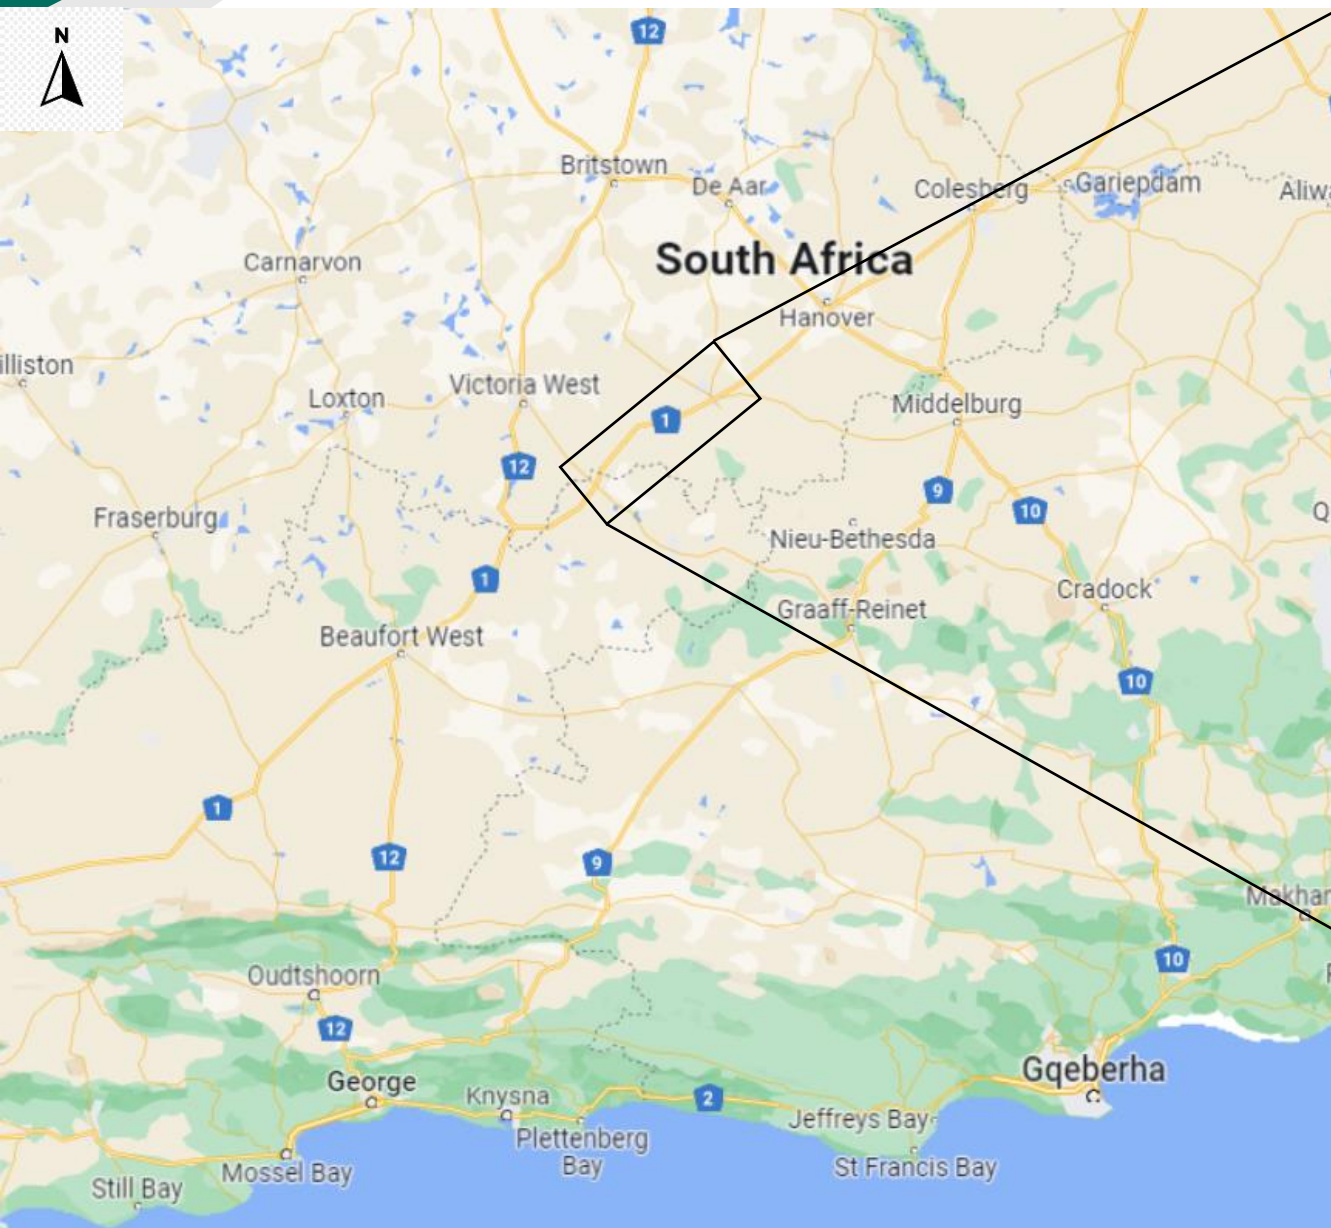 N
12
Britstown
De Aar
Colesberg
Gariepdam
Aliwa
Carnarvon
South Africa
Hanover
illiston
Loxton
Victoria West
Middelburg
1
12
9
10
Fraserburg
Nieu-Bethesda
Q
1
Cradock
Graaff-Reinet
Beaufort West
10
1
12
9
Makhan
10
Oudtshoorn
12
George
Knysna
2
Gqeberha
Jeffreys Bay
Plettenberg
Bay
Mossel Bay
St Francis Bay
Still Bay